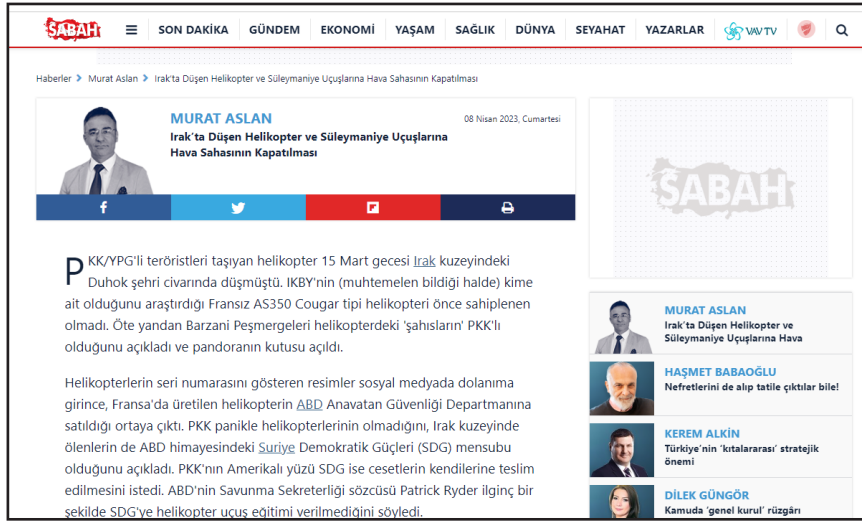 SABAH
SON DAKİKA GÜNDEM EKONOMİ YAŞAM SAĞLIK DÜNYA SEYAHAT YAZARLAR VAV TV
Haberler > Murat Aslan > Irak'ta Düşen Helikopter ve Süleymaniye Uçuşlarına Hava Sahasının Kapatılması
MURAT ASLAN
08 Nisan 2023, Cumartesi
Irak'ta Düşen Helikopter ve Süleymaniye Uçuşlarına
Hava Sahasının Kapatılması
PKK/YPG'li teröristleri taşıyan helikopter 15 Mart gecesi Irak kuzeyindeki
Duhok şehri civarında düşmüştü. IKBY'nin (muhtemelen bildiği halde) kime
ait olduğunu araştırdığı Fransız AS350 Cougar tipi helikopteri önce sahiplenen
olmadı. Öte yandan Barzani Peşmergeleri helikopterdeki 'şahısların' PKK'lı
olduğunu açıkladı ve pandoranın kutusu açıldı.
Helikopterlerin seri numarasını gösteren resimler sosyal medyada dolanıma
girince, Fransa'da üretilen helikopterin ABD Anavatan Güvenliği Departmanına
satıldığı ortaya çıktı. PKK panikle helikopterlerinin olmadığını, Irak kuzeyinde
ölenlerin de ABD himayesindeki Suriye Demokratik Güçleri (SDG) mensubu
olduğunu açıkladı. PKK'nın Amerikalı yüzü SDG ise cesetlerin kendilerine teslim
edilmesini istedi. ABD'nin Savunma Sekreterliği sözcüsü Patrick Ryder ilginç bir
şekilde SDG'ye helikopter uçuş eğitimi verilmediğini söyledi.
SABAH
MURAT ASLAN
Irak'ta Düşen Helikopter ve
Süleymaniye Uçuşlarına Hava
HAŞMET BABAOĞLU
Nefretlerini de alıp tatile çıktılar bile!
KEREM ALKİN
Türkiye'nin 'kıtalararası' stratejik
önemi
DİLEK GÜNGÖR
Kamuda 'genel kurul' rüzgârı